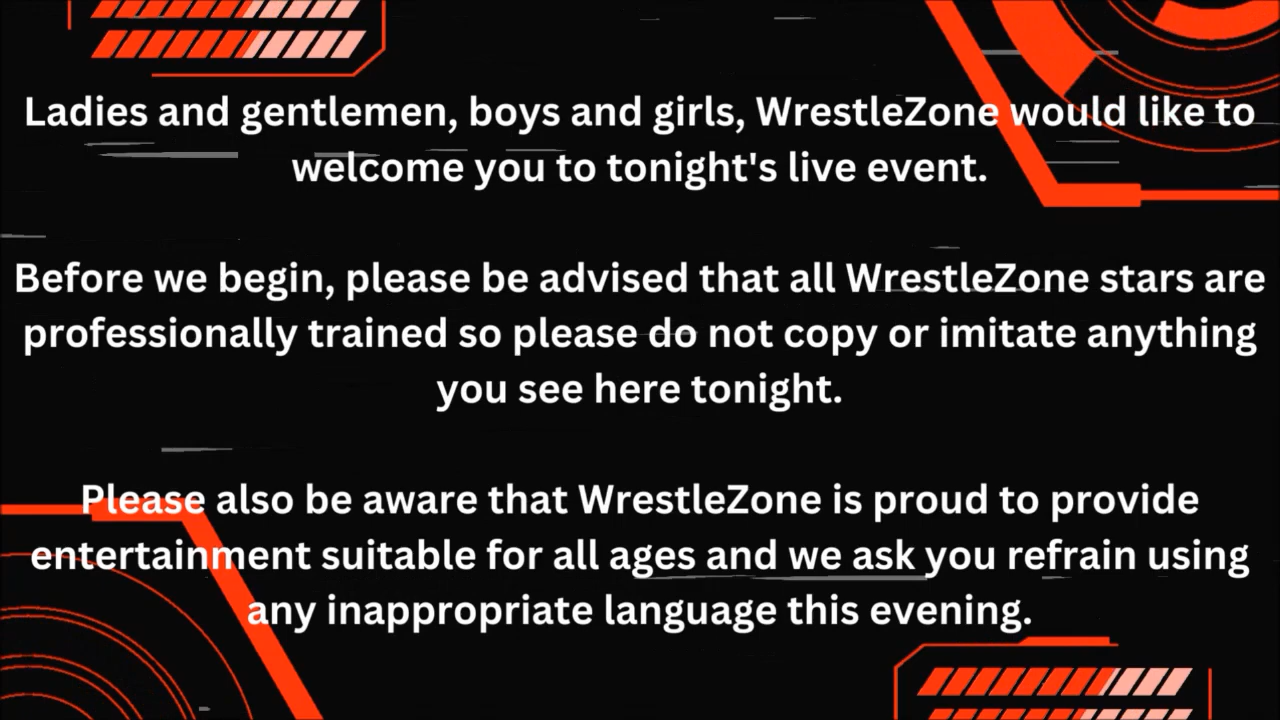 Ladies and gentlemen, boys and girls, WrestleZone would like to
welcome you to tonight's live event.
Before we begin, please be advised that all WrestleZone stars are
professionally trained so please do not copy or imitate anything
you see here tonight.
Please also be aware that WrestleZone is proud to provide
entertainment suitable for all ages and we ask you refrain using
any inappropriate language this evening.